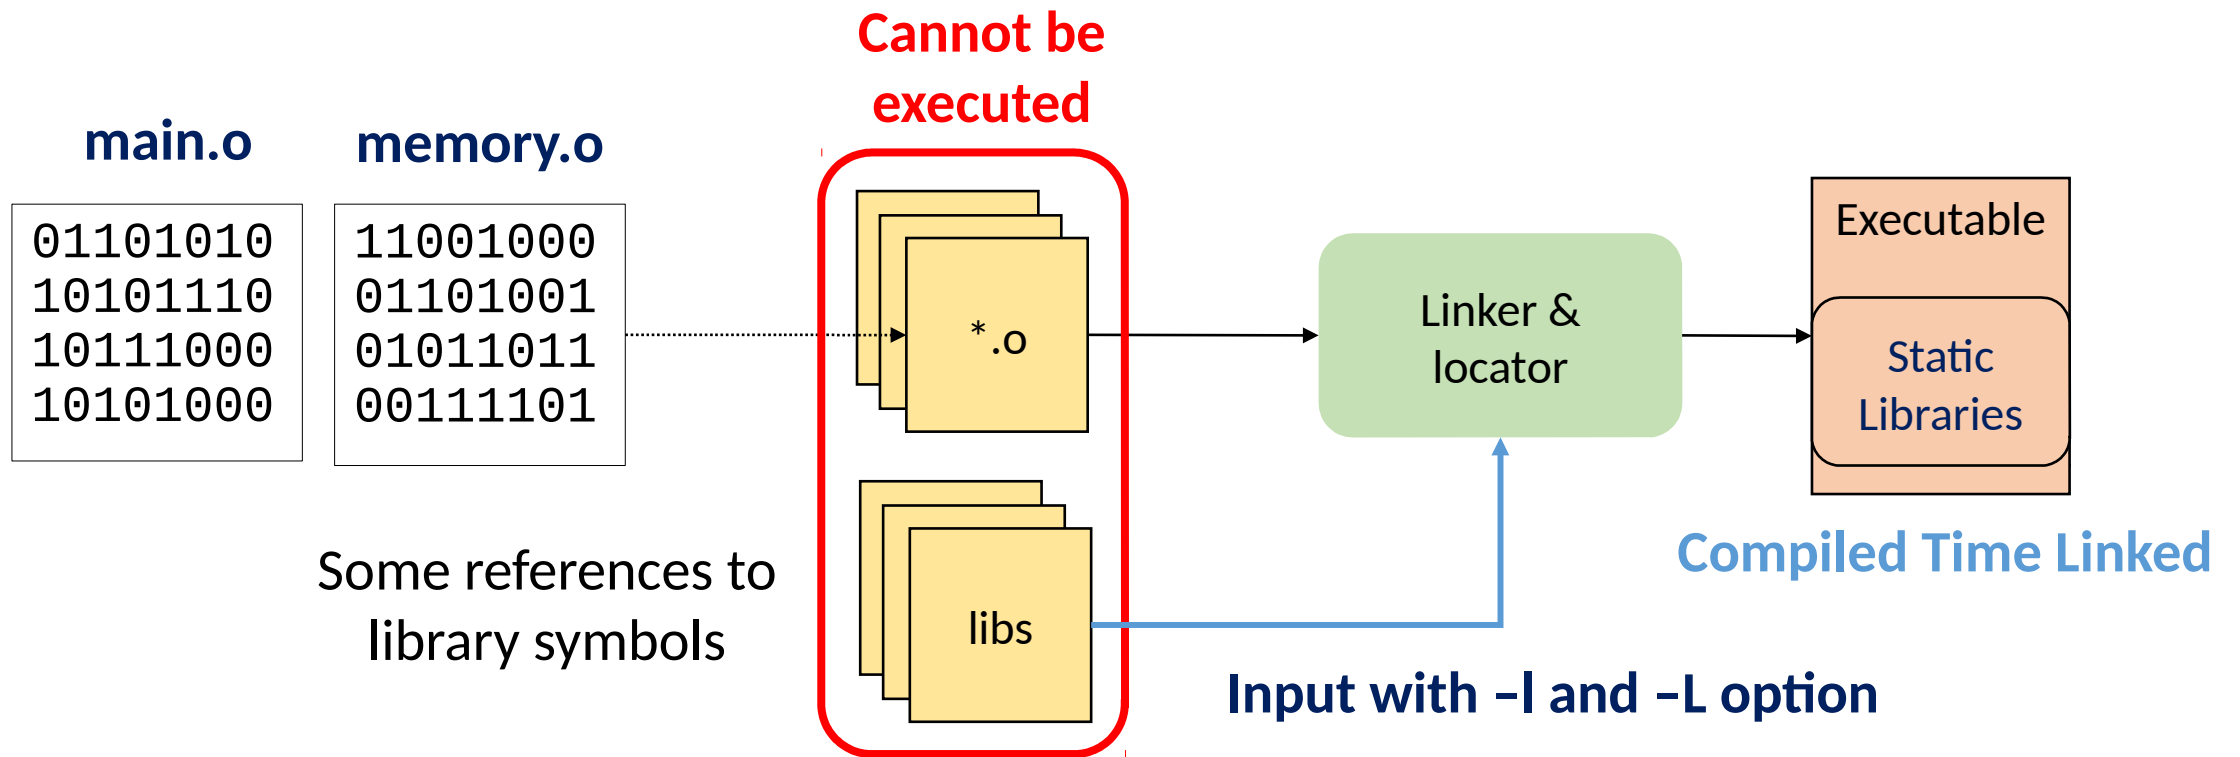 Cannot be
executed
main.o
memory.o
01101010
10101110
10111000
10101000
11001000
01101001
01011011
00111101
*.o
Linker &
locator
Executable
Static
Libraries
Compiled Time Linked
Some references to
library symbols
libs
Input with –l and –L option